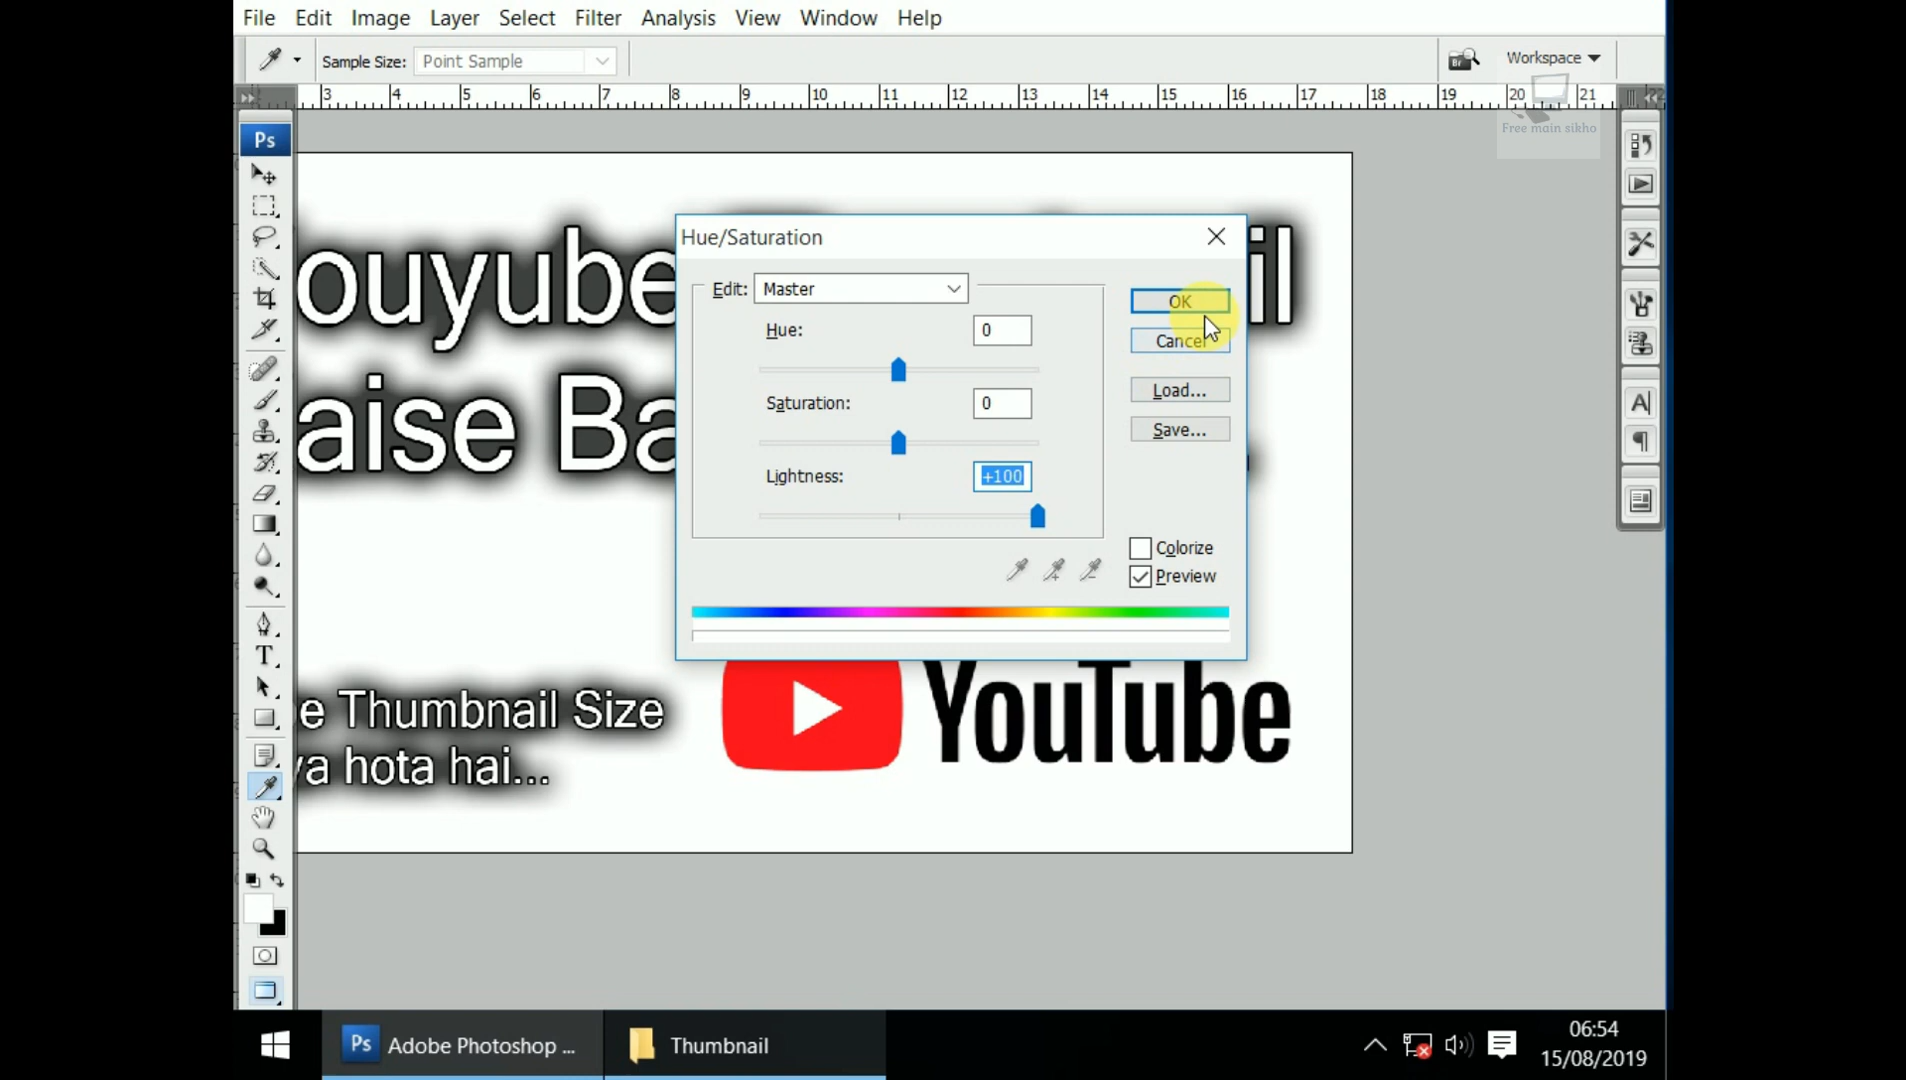 File Edit Image Layer Select Filter Analysis View Window Help
Sample Size: Point Sample
Workspace
3 4 5 6 7 8 9 10 11 12 13 14 15 16 17 18 19 20 21
Free main sikho
Ps
ouyube
il
Hue/Saturation
Edit: Master
OK
Hue: 0
Cancel
aise Ba
Load...
Saturation: 0
Save...
Lightness: +100
Colorize
Preview
e Thumbnail Size
ya hota hai...
YouTube
T
A
Ps Adobe Photoshop ...
Thumbnail
06:54
15/08/2019